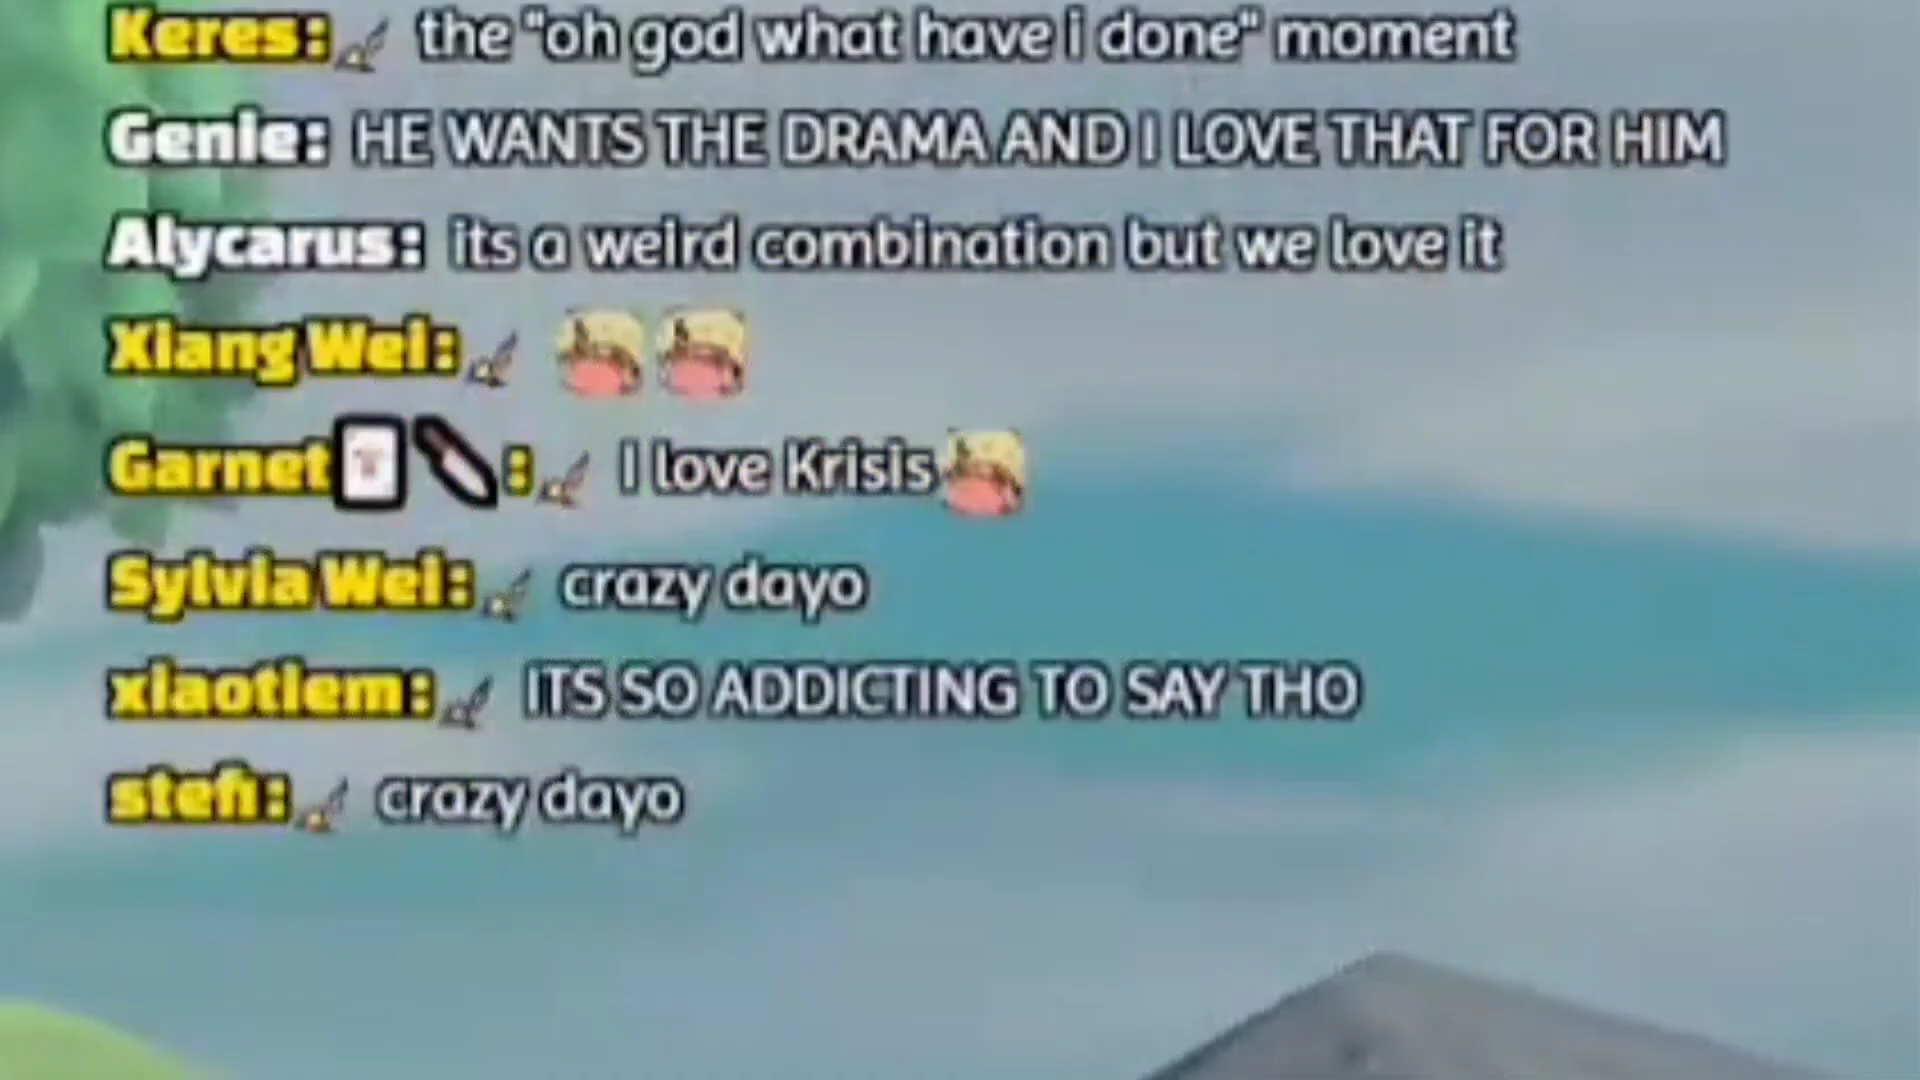 Keres: the "oh god what have i done" moment
Genie: HE WANTS THE DRAMA AND I LOVE THAT FOR HIM
Alycarus: its a weird combination but we love it
Xiang Wei:
Garnet: I love Krisis
Sylvia Wei: crazy dayo
xiaotiem: ITS SO ADDICTING TO SAY THO
stefi: crazy dayo